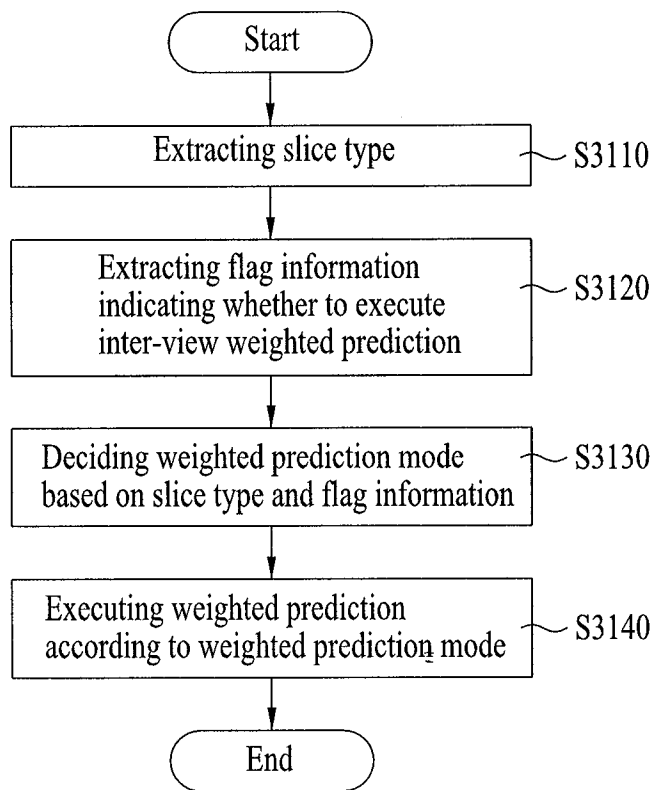 Start
Extracting slice type
S3110
Extracting flag information
indicating whether to execute
inter-view weighted prediction
S3120
Deciding weighted prediction mode
based on slice type and flag information
S3130
Executing weighted prediction
according to weighted prediction mode
S3140
End